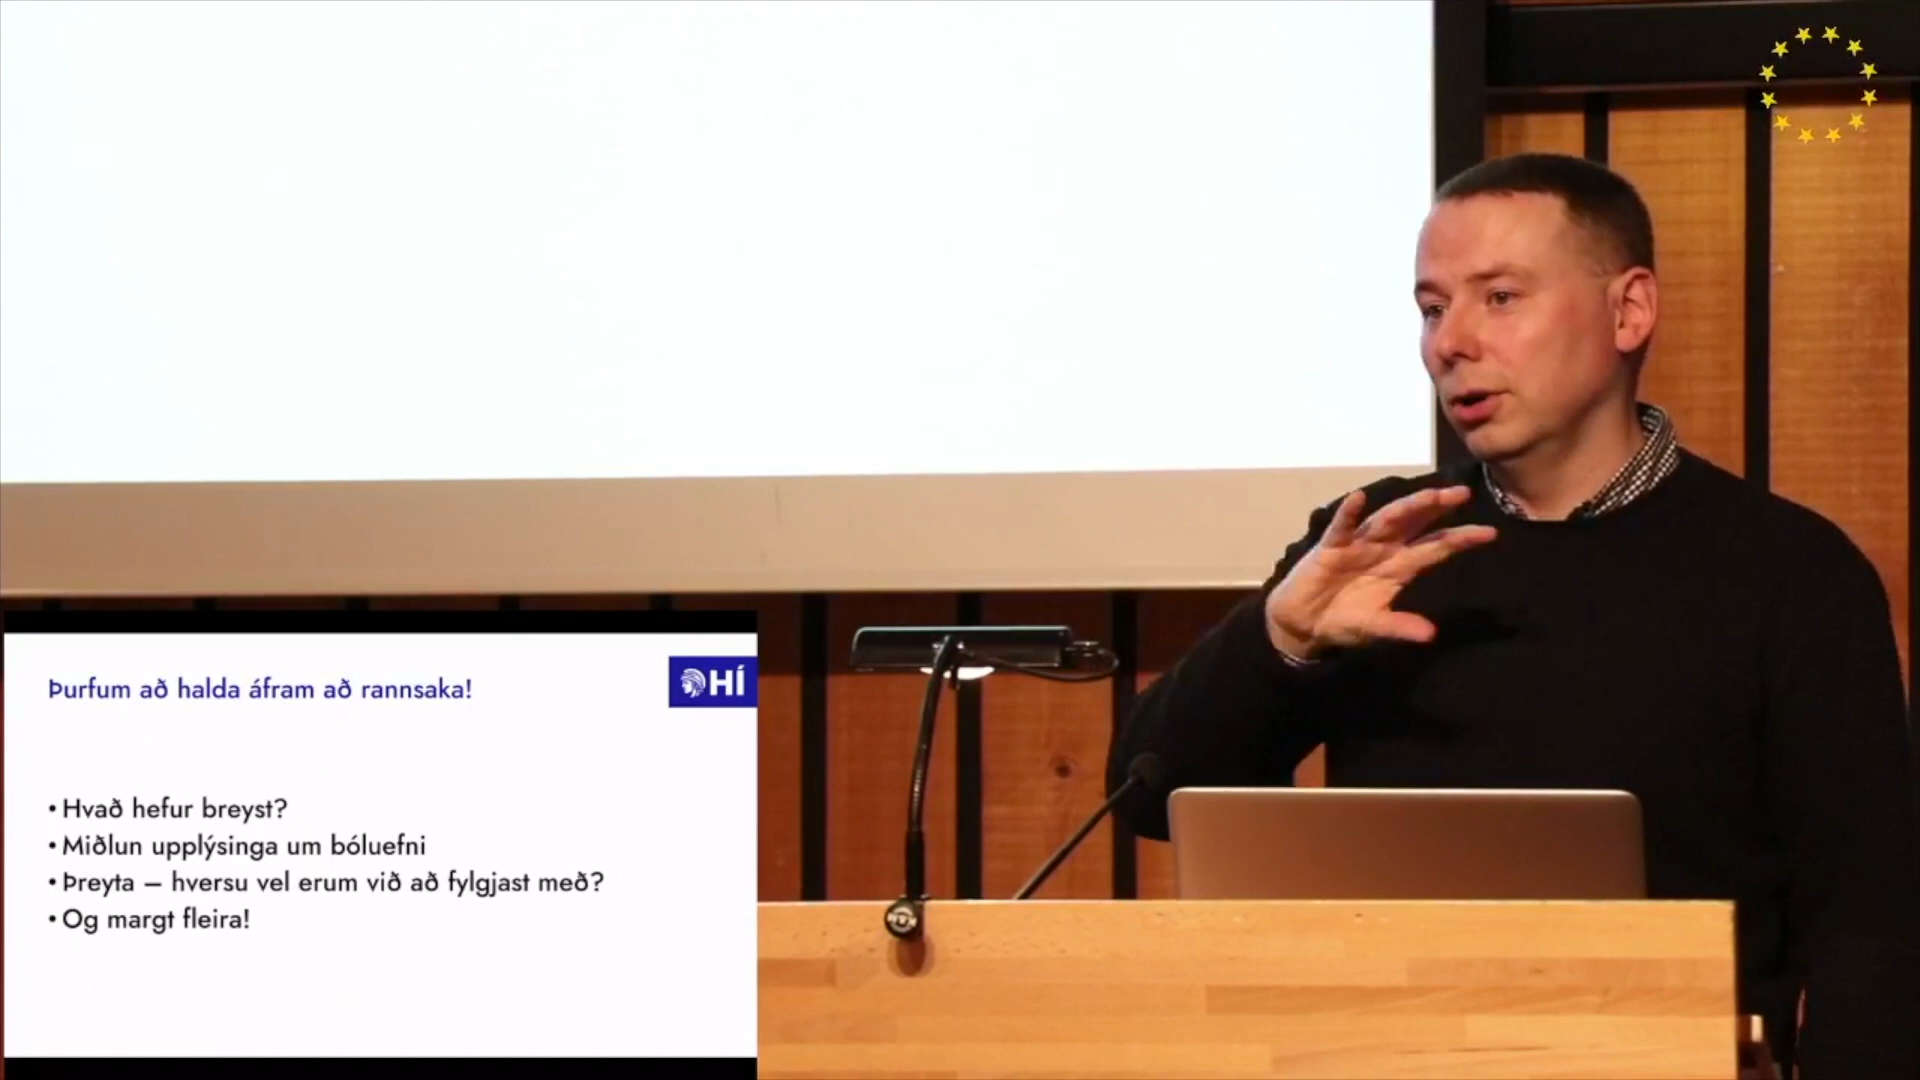 Þurfum að halda áfram að rannsaka!
HÍ
• Hvað hefur breyst?
• Miðlun upplýsinga um bóluefni
• Þreyta – hversu vel erum við að fylgjast með?
• Og margt fleira!